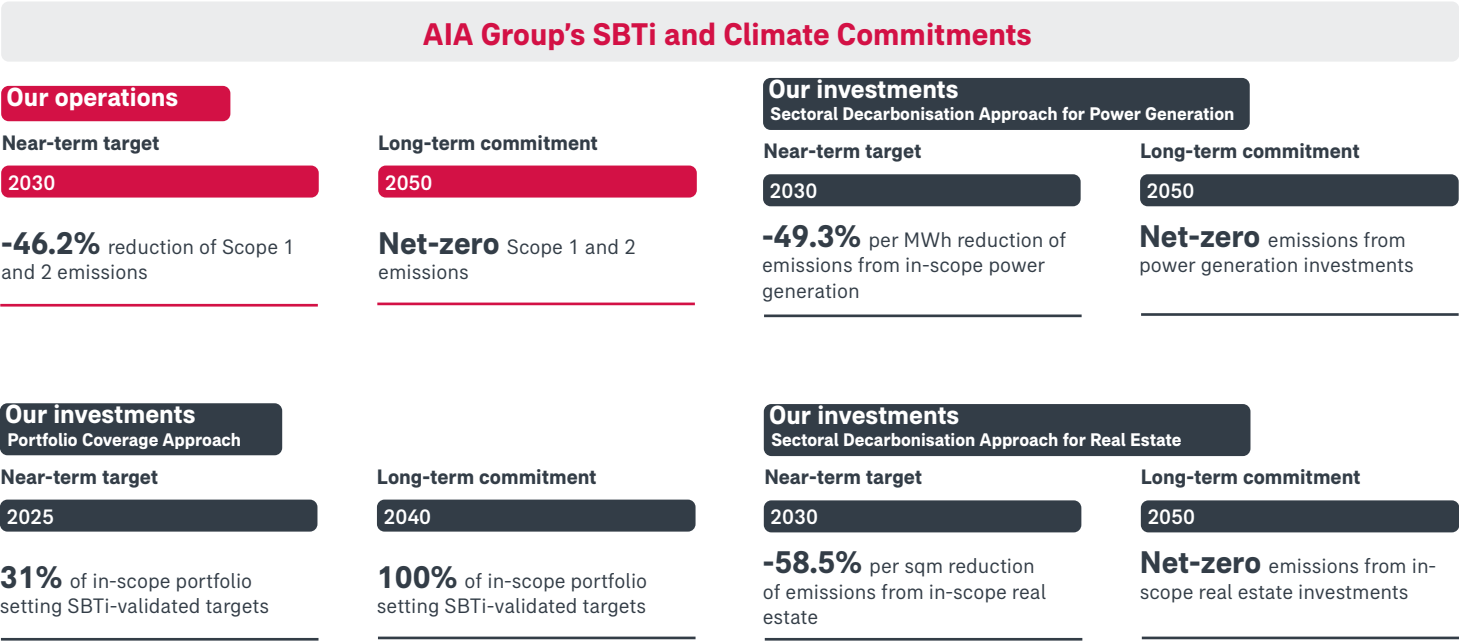 AIA Group’s SBTi and Climate Commitments
Our operations
Near-term target
2030
-46.2% reduction of Scope 1
and 2 emissions
Long-term commitment
2050
Net-zero Scope 1 and 2
emissions
Our investments
Sectoral Decarbonisation Approach for Power Generation
Near-term target
2030
-49.3% per MWh reduction of
emissions from in-scope power
generation
Long-term commitment
2050
Net-zero emissions from
power generation investments
Our investments
Portfolio Coverage Approach
Near-term target
2025
31% of in-scope portfolio
setting SBTi-validated targets
Long-term commitment
2040
100% of in-scope portfolio
setting SBTi-validated targets
Our investments
Sectoral Decarbonisation Approach for Real Estate
Near-term target
2030
-58.5% per sqm reduction
of emissions from in-scope real
estate
Long-term commitment
2050
Net-zero emissions from in-
scope real estate investments